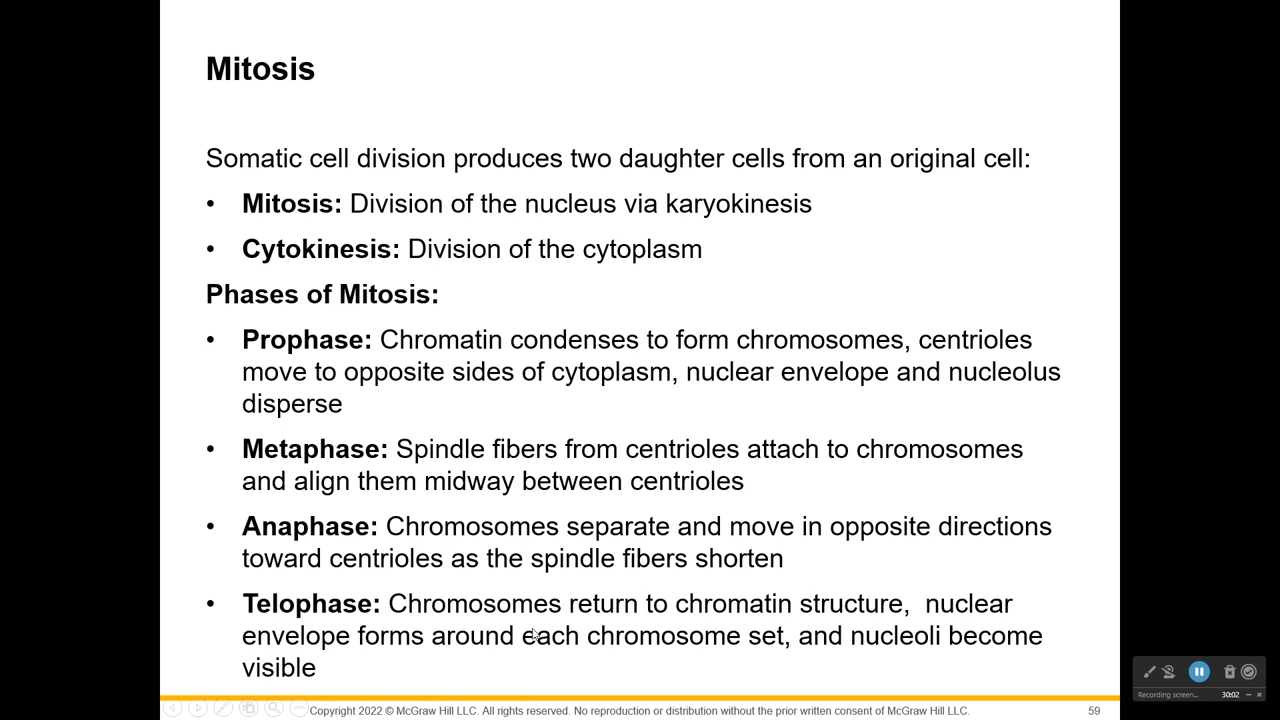 Mitosis
Somatic cell division produces two daughter cells from an original cell:
• Mitosis: Division of the nucleus via karyokinesis
• Cytokinesis: Division of the cytoplasm
Phases of Mitosis:
• Prophase: Chromatin condenses to form chromosomes, centrioles
move to opposite sides of cytoplasm, nuclear envelope and nucleolus
disperse
• Metaphase: Spindle fibers from centrioles attach to chromosomes
and align them midway between centrioles
• Anaphase: Chromosomes separate and move in opposite directions
toward centrioles as the spindle fibers shorten
• Telophase: Chromosomes return to chromatin structure,  nuclear
envelope forms around each chromosome set, and nucleoli become
visible
Copyright 2022 © McGraw Hill LLC. All rights reserved. No reproduction or distribution without the prior written consent of McGraw Hill LLC.
59
Recording screen... 30:02